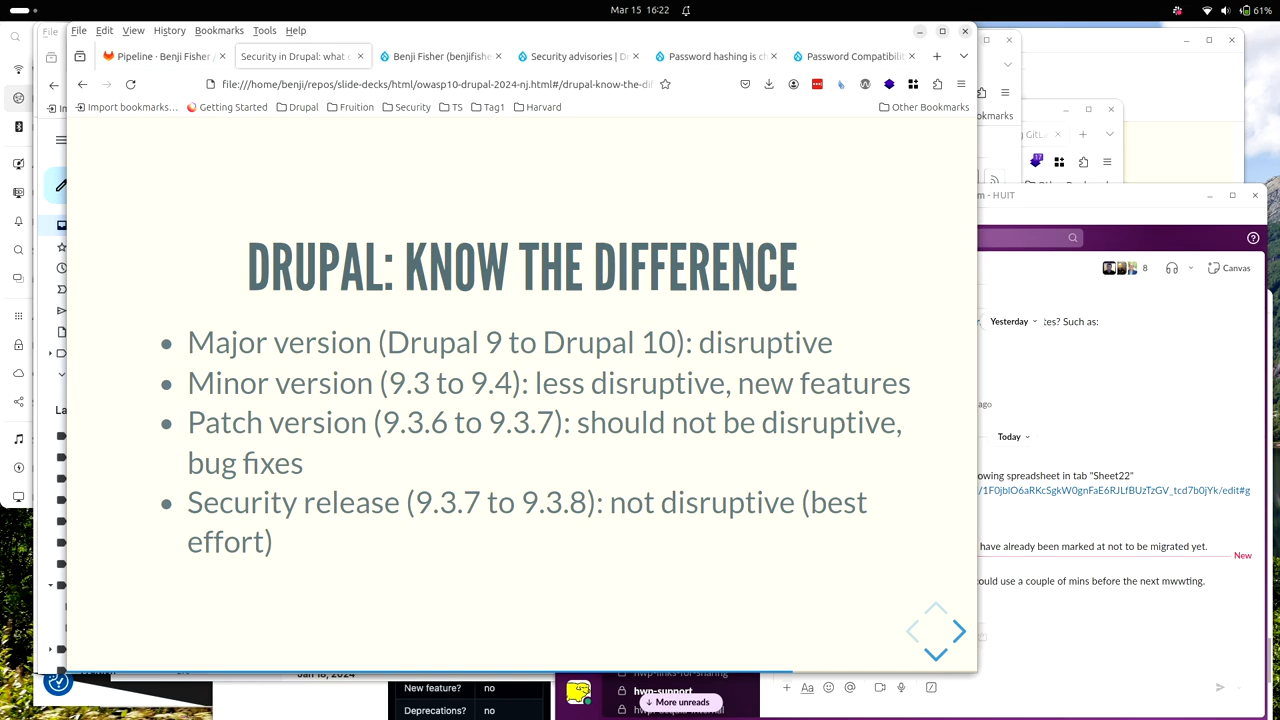 Mar 15 16:22
61%
File Edit View History Bookmarks Tools Help
File
Pipeline · Benji Fisher /
Security in Drupal: what
Benji Fisher (benjifishe
Security advisories | Dr
Password hashing is ch
Password Compatibilit
file:///home/benji/repos/slide-decks/html/owasp10-drupal-2024-nj.html#/drupal-know-the-dif
Import bookmarks... Getting Started Drupal Fruition Security TS Tag1 Harvard Other Bookmarks
okmarks
g GitL
m - HUIT
DRUPAL: KNOW THE DIFFERENCE
• Major version (Drupal 9 to Drupal 10): disruptive
• Minor version (9.3 to 9.4): less disruptive, new features
• Patch version (9.3.6 to 9.3.7): should not be disruptive,
bug fixes
• Security release (9.3.7 to 9.3.8): not disruptive (best
effort)
8 Canvas
Yesterday
tes? Such as:
ago
Today
owing spreadsheet in tab "Sheet22"
have already been marked at not to be migrated yet.
New
ould use a couple of mins before the next mwwting.
La
New feature? no
Deprecations? no
hwp-support
More unreads
Aa